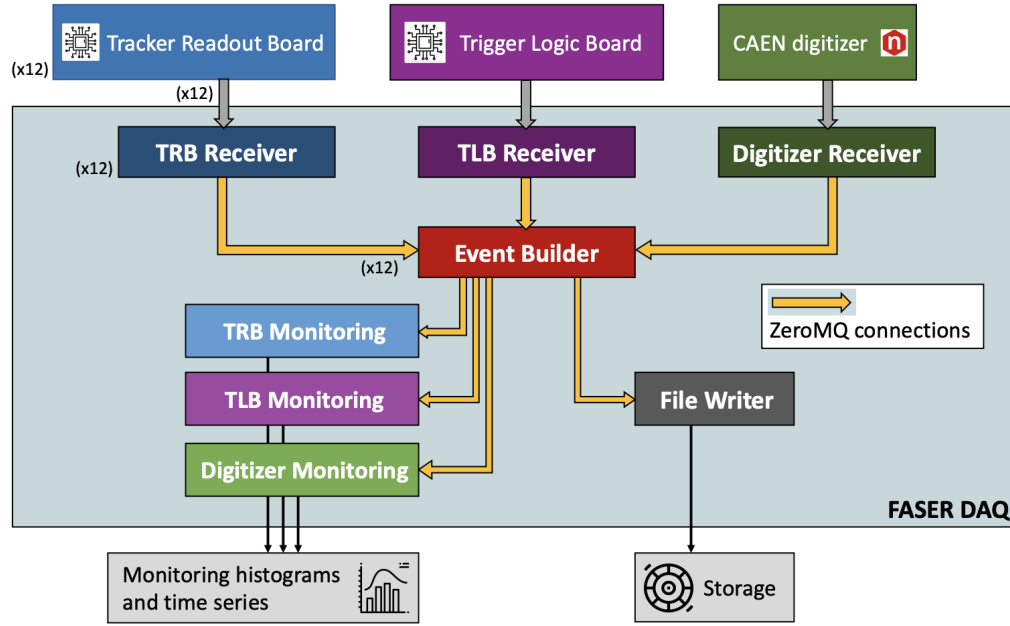 Tracker Readout Board
Trigger Logic Board
CAEN digitizer
n
(x12)
(x12)
TRB Receiver
TLB Receiver
Digitizer Receiver
(x12)
Event Builder
(x12)
TRB Monitoring
ZeroMQ connections
TLB Monitoring
File Writer
Digitizer Monitoring
FASER DAQ
Monitoring histograms
and time series
Storage